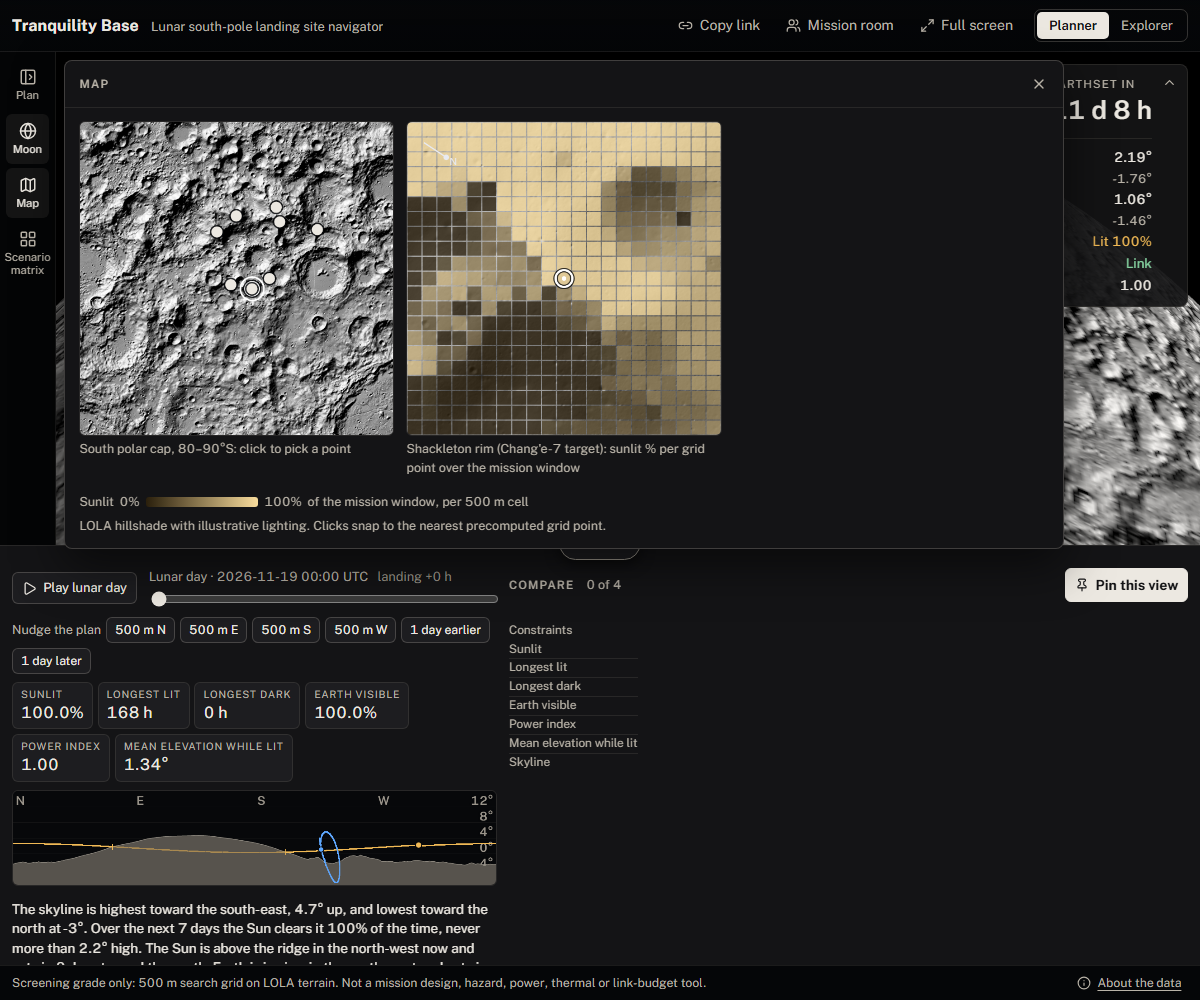 Tranquility Base Lunar south-pole landing site navigator Copy link Mission room Full screen Planner Explorer
Plan
Moon
Map
Scenario
matrix
MAP
N
South polar cap, 80–90°S: click to pick a point
Shackleton rim (Chang'e-7 target): sunlit % per grid
point over the mission window
Sunlit 0% 100% of the mission window, per 500 m cell
LOLA hillshade with illustrative lighting. Clicks snap to the nearest precomputed grid point.
IN
d 8 h
2.19°
-1.76°
1.06°
-1.46°
Lit 100%
Link
1.00
Play lunar day
Lunar day · 2026-11-19 00:00 UTC landing +0 h
Nudge the plan 500 m N 500 m E 500 m S 500 m W 1 day earlier
1 day later
SUNLIT
100.0%
LONGEST LIT
168 h
LONGEST DARK
0 h
EARTH VISIBLE
100.0%
POWER INDEX
1.00
MEAN ELEVATION WHILE LIT
1.34°
N E S W 12°
8°
4°
0°
4°
The skyline is highest toward the south-east, 4.7° up, and lowest toward the
north at -3°. Over the next 7 days the Sun clears it 100% of the time, never
more than 2.2° high. The Sun is above the ridge in the north-west now and
COMPARE 0 of 4
Pin this view
Constraints
Sunlit
Longest lit
Longest dark
Earth visible
Power index
Mean elevation while lit
Skyline
Screening grade only: 500 m search grid on LOLA terrain. Not a mission design, hazard, power, thermal or link-budget tool.
About the data